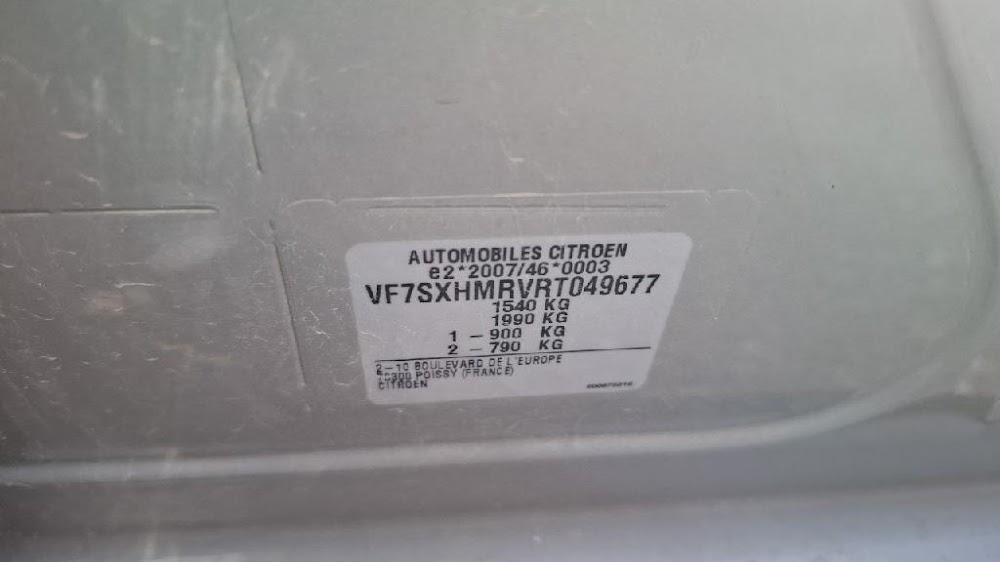 AUTOMOBILES CITROEN
e2*2007/46*0003
VF7SXHMRVRT049677
1540 KG
1990 KG
1 - 900 KG
2 - 790 KG
2-10 BOULEVARD DE L'EUROPE
POISSY (FRANCE)
CITROEN